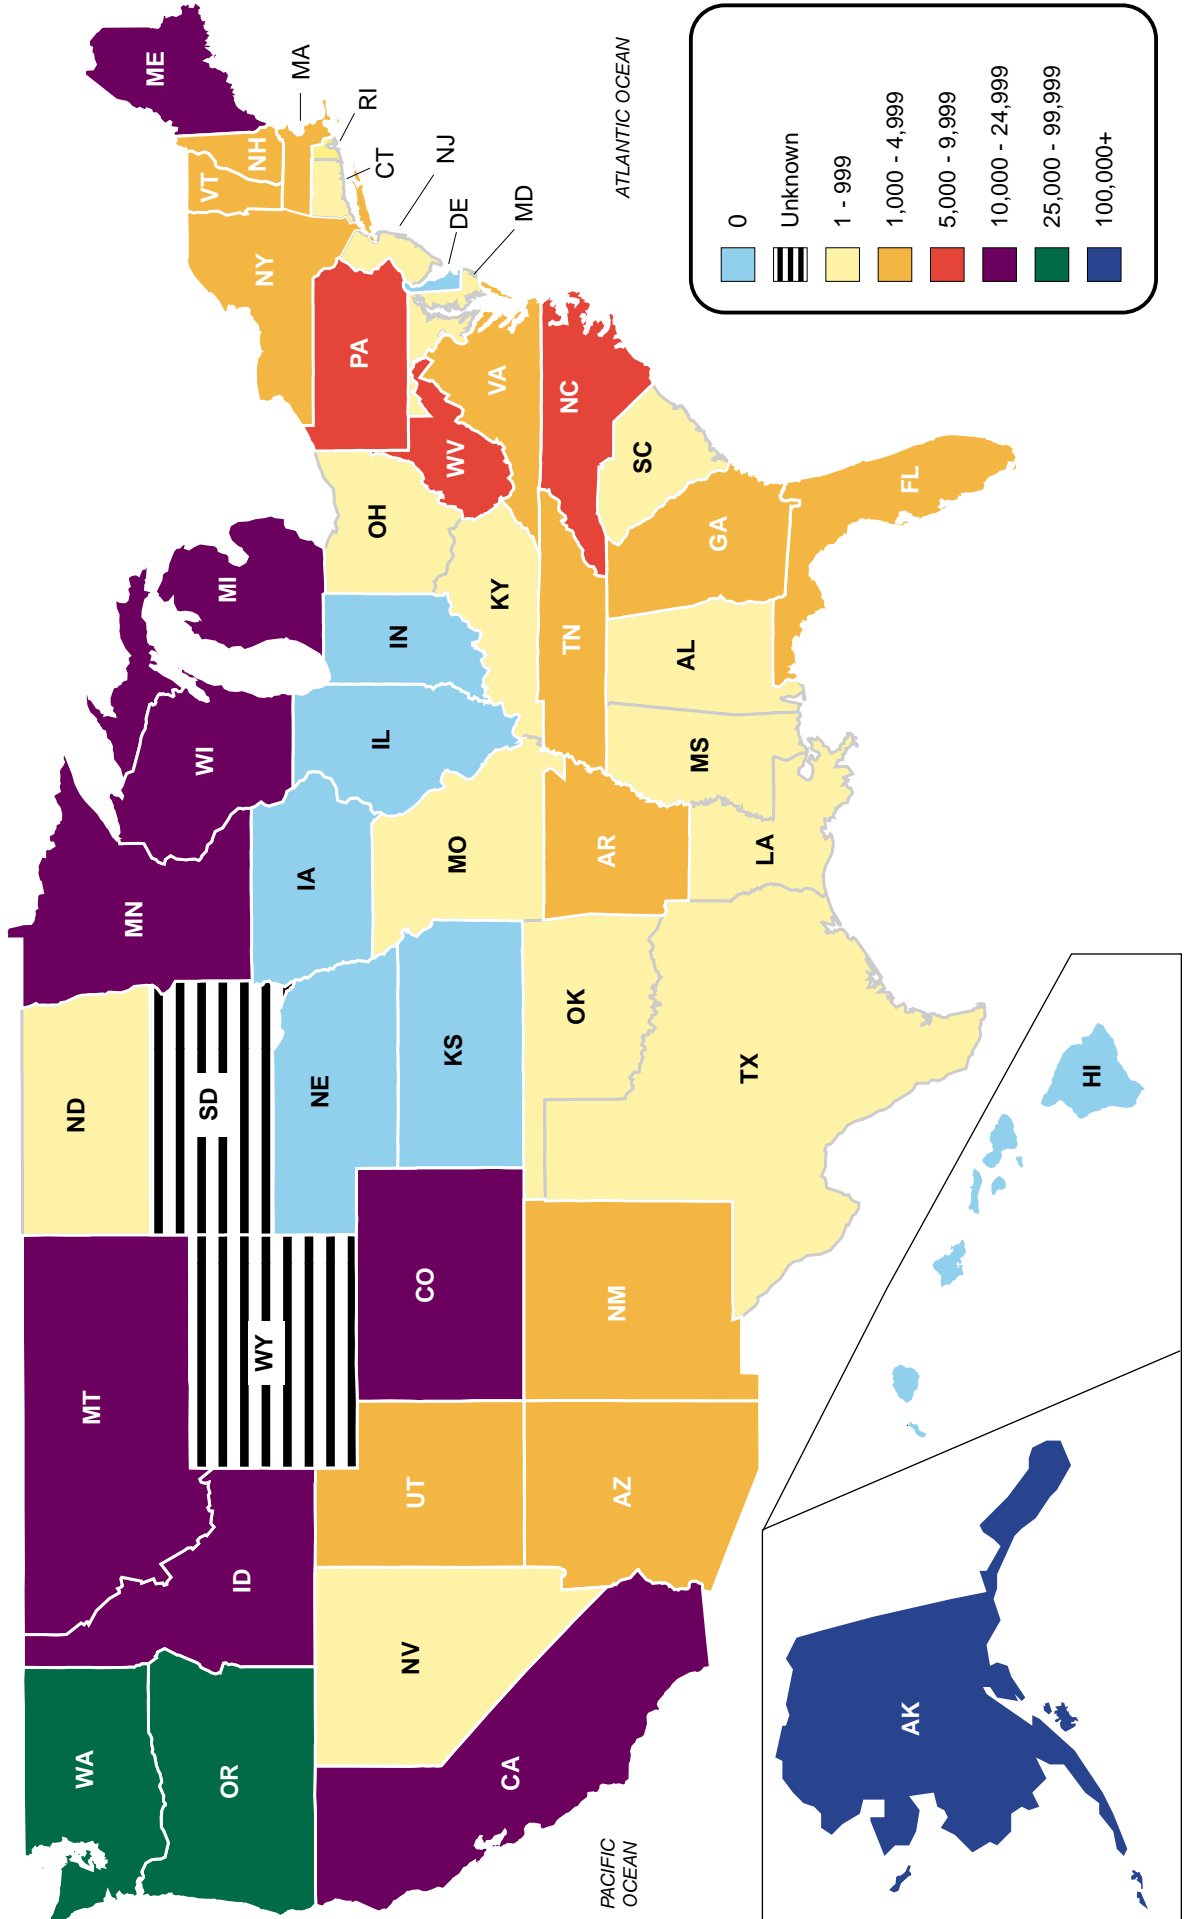 WA
OR
CA
NV
ID
MT
WY
UT
AZ
CO
NM
ND
SD
NE
KS
OK
TX
MN
IA
MO
AR
LA
WI
IL
MI
IN
OH
KY
TN
MS
AL
GA
FL
SC
NC
VA
WV
PA
NY
VT
NH
ME
MA
RI
CT
NJ
DE
MD
AK
HI
PACIFIC
OCEAN
ATLANTIC OCEAN
0
Unknown
1 - 999
1,000 - 4,999
5,000 - 9,999
10,000 - 24,999
25,000 - 99,999
100,000+